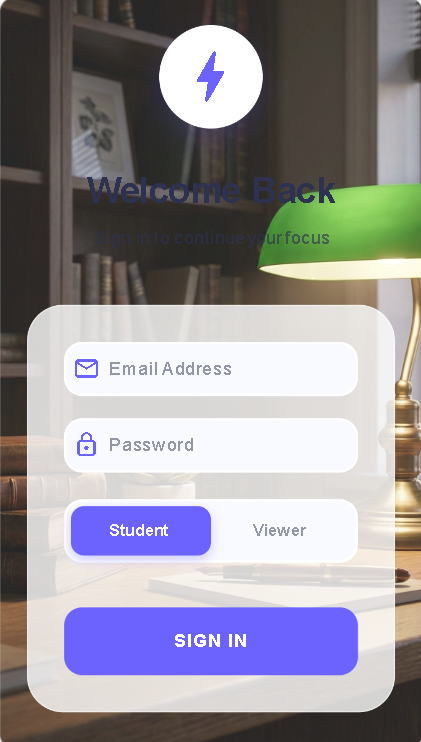 Welcome Back
Sign in to continue your focus
Email Address
Password
Student Viewer
SIGN IN